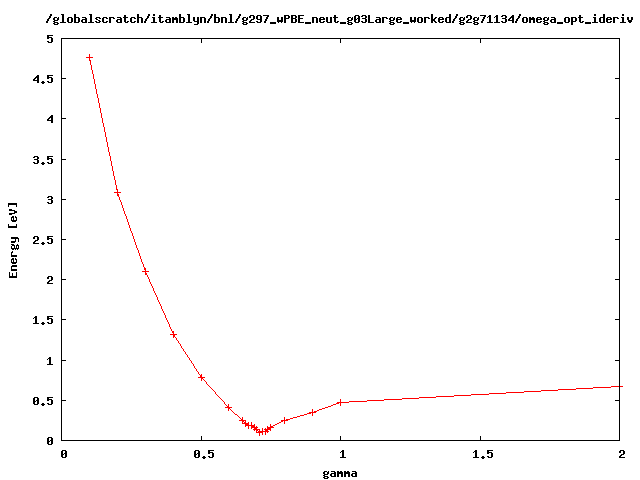 /globalscratch/itamblyn/bnl/g297_wPBE_neut_g03Large_worked/g2g71134/omega_opt_ideriv
5
4.5
4
3.5
3
2.5
2
1.5
1
0.5
0
Energy [eV]
0 0.5 1 1.5 2
gamma